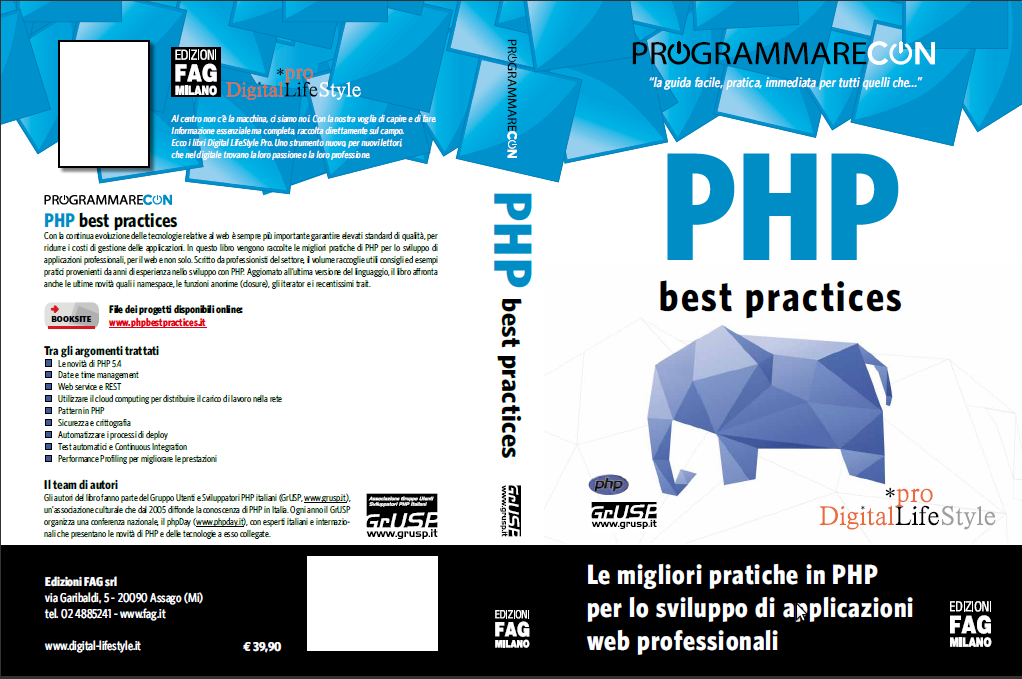 EDIZIONI
FAG
MILANO
*pro
DigitalLifeStyle
Al centro non c'è la macchina, ci siamo noi. Con la nostra voglia di capire e di fare.
Informazione essenziale ma completa, raccolta direttamente sul campo.
Ecco i libri Digital LifeStyle Pro. Uno strumento nuovo, per nuovi lettori,
che nel digitale trovano la loro passione o la loro professione.
PROGRAMMARECON
PHP best practices
Con la continua evoluzione delle tecnologie relative al web è sempre più importante garantire elevati standard di qualità, per
ridurre i costi di gestione delle applicazioni. In questo libro vengono raccolte le migliori pratiche di PHP per lo sviluppo di
applicazioni professionali, per il web e non solo. Scritto da professionisti del settore, il volume raccoglie utili consigli ed esempi
pratici provenienti da anni di esperienza nello sviluppo con PHP. Aggiornato all'ultima versione del linguaggio, il libro affronta
anche le ultime novità quali i namespace, le funzioni anonime (closure), gli iterator e i recentissimi trait.
BOOKSITE
File dei progetti disponibili online:
www.phpbestpractices.it
Tra gli argomenti trattati
Le novità di PHP 5.4
Date e time management
Web service e REST
Utilizzare il cloud computing per distribuire il carico di lavoro nella rete
Pattern in PHP
Sicurezza e crittografia
Automatizzare i processi di deploy
Test automatici e Continuous Integration
Performance Profiling per migliorare le prestazioni
Il team di autori
Gli autori del libro fanno parte del Gruppo Utenti e Sviluppatori PHP italiani (GrUSP, www.grusp.it),
un'associazione culturale che dal 2005 diffonde la conoscenza di PHP in Italia. Ogni anno il GrUSP
organizza una conferenza nazionale, il phpDay (www.phpday.it), con esperti italiani e internazio-
nali che presentano le novità di PHP e delle tecnologie a esso collegate.
Associazione Gruppo Utenti
Sviluppatori PHP Italiani
GrUSP
www.grusp.it
Edizioni FAG srl
via Garibaldi, 5 - 20090 Assago (Mi)
tel. 02 4885241 - www.fag.it
www.digital-lifestyle.it
€ 39,90
PROGRAMMARECON
PHP best practices
GrUSP
www.grusp.it
EDIZIONI
FAG
MILANO
PROGRAMMARECON
“la guida facile, pratica, immediata per tutti quelli che...”
PHP
best practices
php
GrUSP
www.grusp.it
*pro
DigitalLifeStyle
Le migliori pratiche in PHP
per lo sviluppo di applicazioni
web professionali
EDIZIONI
FAG
MILANO